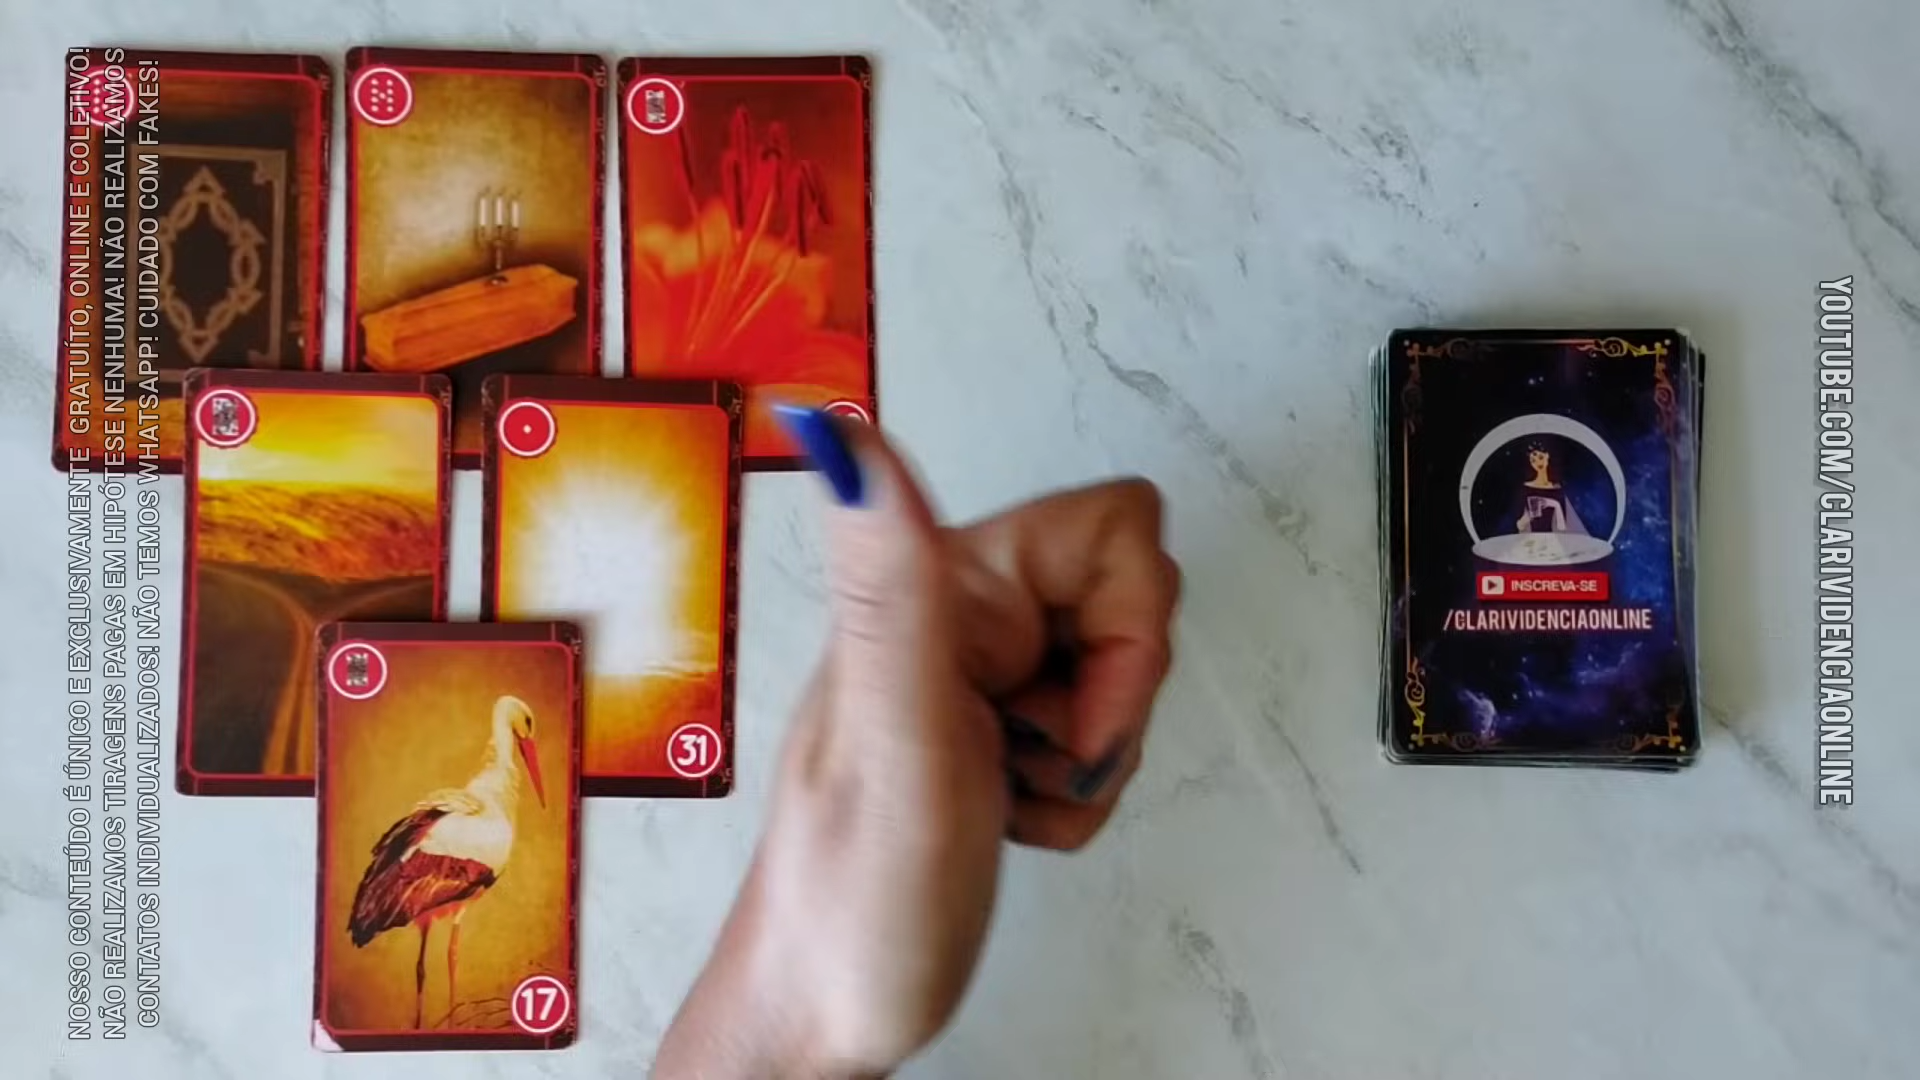 NOSSO CONTEÚDO É ÚNICO E EXCLUSIVAMENTE GRATUÍTO, ONLINE E COLETIVO!
NÃO REALIZAMOS TIRAGENS PAGAS EM HIPÓTESE NENHUMA! NÃO REALIZAMOS
CONTATOS INDIVIDUALIZADOS! NÃO TEMOS WHATSAPP! CUIDADO COM FAKES!
31
17
INSCREVA-SE
/CLARIVIDENCIAONLINE
YOUTUBE.COM/CLARIVIDENCIAONLINE